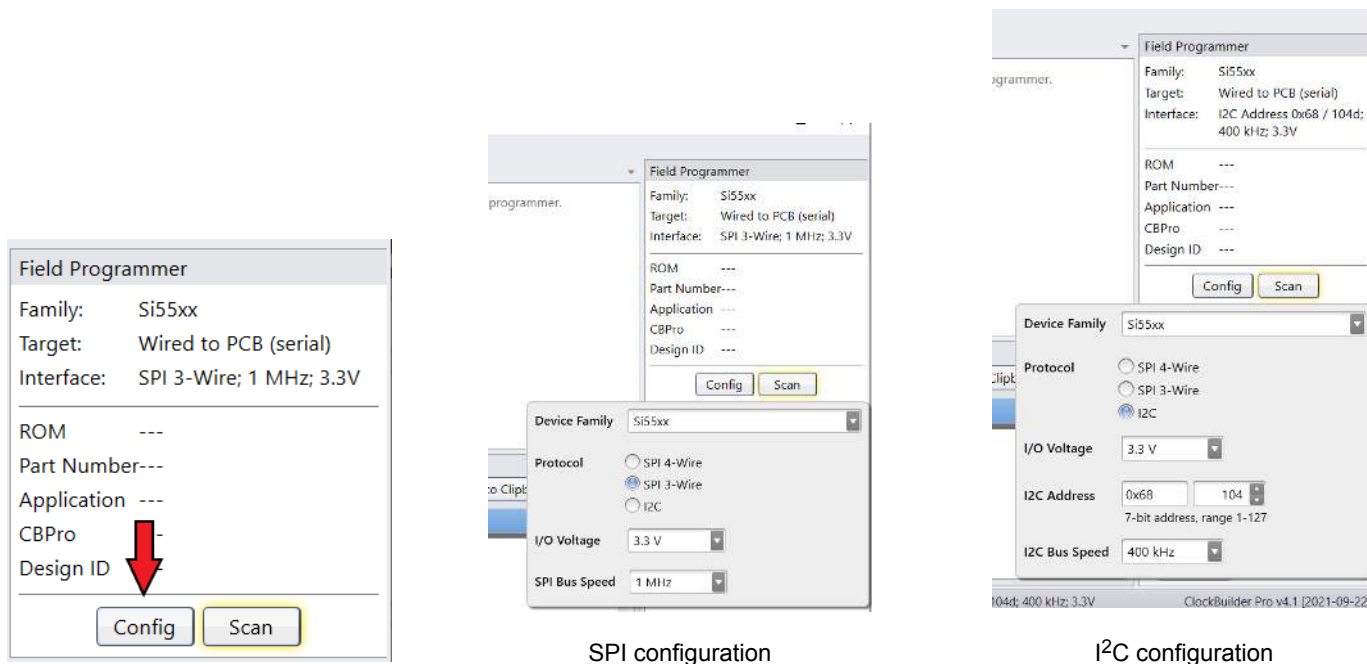 Field Programmer
Family: Si55xx
Target: Wired to PCB (serial)
Interface: SPI 3-Wire; 1 MHz; 3.3V
ROM ---
Part Number---
Application ---
CBPro
Design ID
Config Scan
programmer.
Field Programmer
Family: Si55xx
Target: Wired to PCB (serial)
Interface: SPI 3-Wire; 1 MHz; 3.3V
ROM ---
Part Number---
Application ---
CBPro ---
Design ID ---
Config Scan
Device Family Si55xx
Protocol SPI 4-Wire
SPI 3-Wire
I2C
to Clipb
I/O Voltage 3.3 V
SPI Bus Speed 1 MHz
SPI configuration
ogrammer.
Field Programmer
Family: Si55xx
Target: Wired to PCB (serial)
Interface: I2C Address 0x68 / 104d;
400 kHz; 3.3V
ROM ---
Part Number---
Application ---
CBPro ---
Design ID ---
Config Scan
Device Family Si55xx
Protocol SPI 4-Wire
Clipb
SPI 3-Wire
I2C
I/O Voltage 3.3 V
I2C Address 0x68 104
7-bit address, range 1-127
I2C Bus Speed 400 kHz
104d; 400 kHz; 3.3V ClockBuilder Pro v4.1 [2021-09-22
I²C configuration